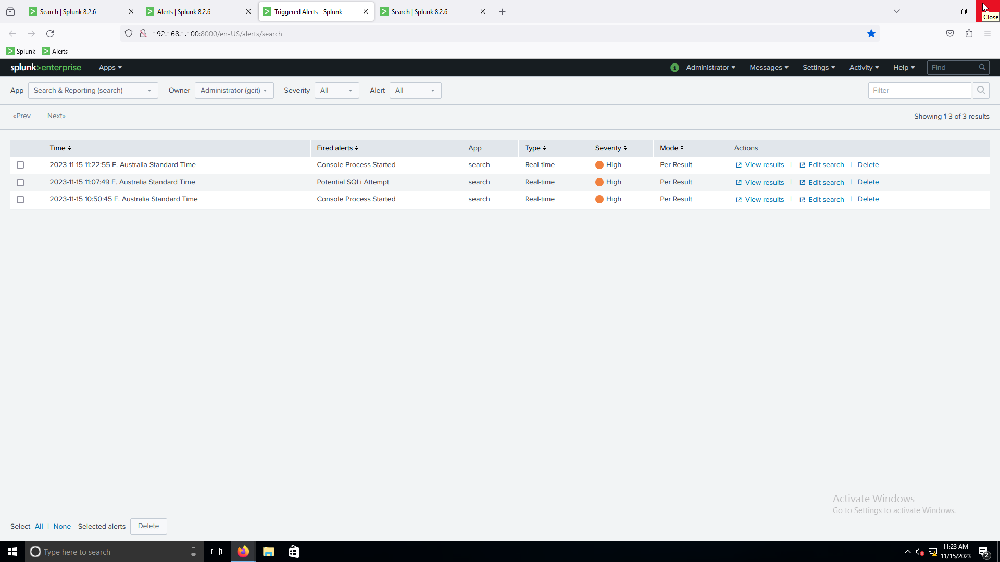 Search | Splunk 8.2.6
Alerts | Splunk 8.2.6
Triggered Alerts - Splunk
Search | Splunk 8.2.6
Close
192.168.1.100:8000/en-US/alerts/search
Splunk
Alerts
splunk>enterprise
Apps
i
Administrator
Messages
Settings
Activity
Help
Find
App
Search & Reporting (search)
Owner
Administrator (gcit)
Severity
All
Alert
All
Filter
«Prev
Next»
Showing 1-3 of 3 results
Time Fired alerts App Type Severity Mode Actions
2023-11-15 11:22:55 E. Australia Standard Time Console Process Started search Real-time High Per Result View results | Edit search | Delete
2023-11-15 11:07:49 E. Australia Standard Time Potential SQLi Attempt search Real-time High Per Result View results | Edit search | Delete
2023-11-15 10:50:45 E. Australia Standard Time Console Process Started search Real-time High Per Result View results | Edit search | Delete
Activate Windows
Go to Settings to activate Windows.
Select All | None Selected alerts Delete
Type here to search
11:23 AM
11/15/2023
2